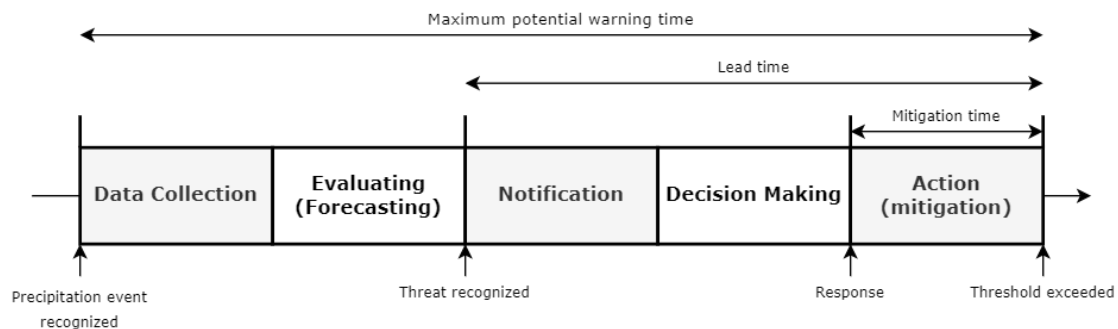 Maximum potential warning time
Lead time
Mitigation time
Data Collection
Evaluating
(Forecasting)
Notification
Decision Making
Action
(mitigation)
Precipitation event
recognized
Threat recognized
Response
Threshold exceeded